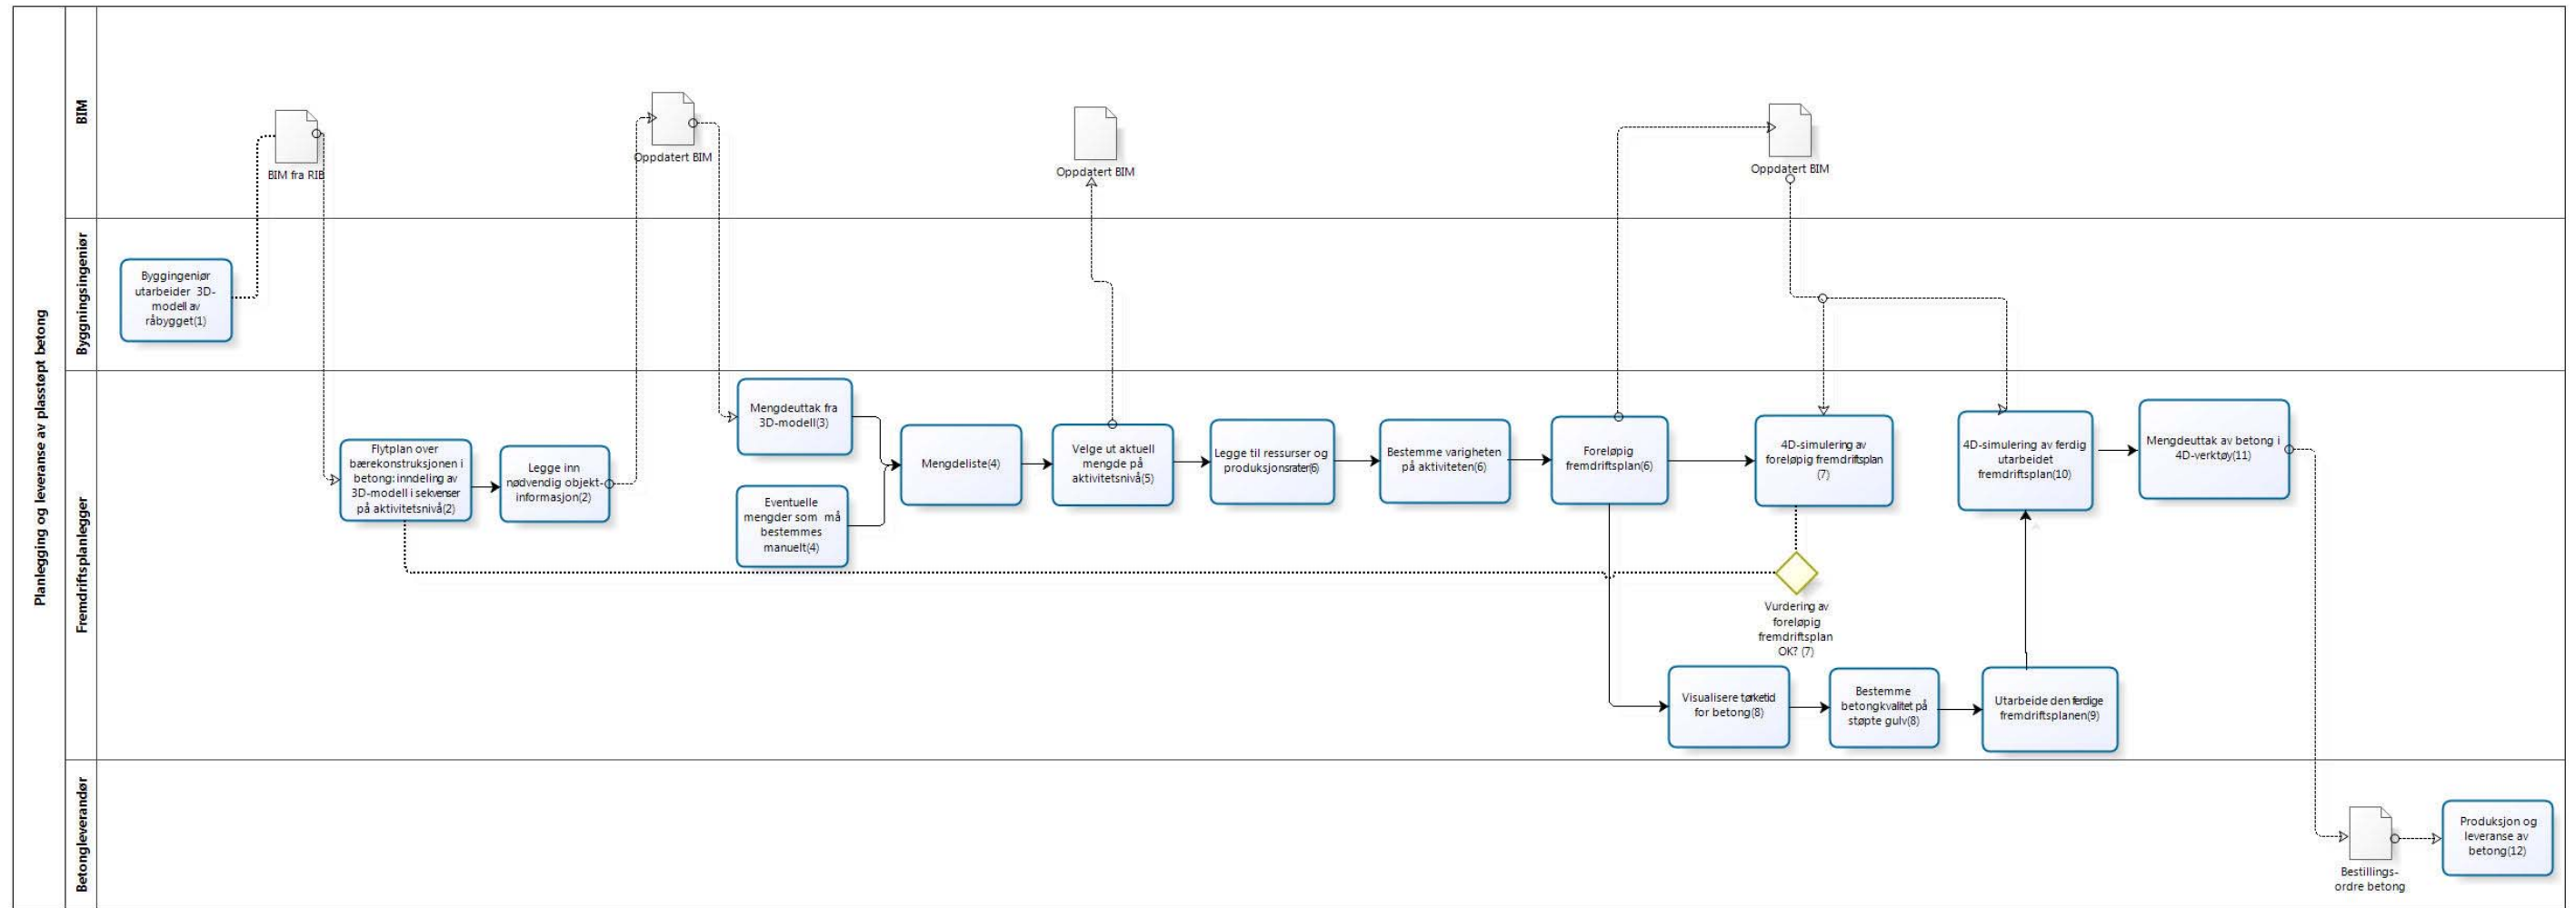 Planlegging og leveranse av plasstøpt betong
BIM
BIM fra RIB
Oppdatert BIM
Oppdatert BIM
Oppdatert BIM
Byggningsingeniør
Byggingeniør
utarbeider 3D-
modell av
råbygget(1)
Fremdriftsplanlegger
Flytplan over
bærekonstruksjonen i
betong: inndeling av
3D-modell i sekvenser
på aktivitetsnivå(2)
Legge inn
nødvendig objekt-
informasjon(2)
Mengdeuttak fra
3D-modell(3)
Eventuelle
mengder som må
bestemmes
manuelt(4)
Mengdeliste(4)
Velge ut aktuell
mengde på
aktivitetsnivå(5)
Legge til ressurser og
produksjonsrater(6)
Bestemme varigheten
på aktiviteten(6)
Foreløpig
fremdriftsplan(6)
4D-simulering av
foreløpig fremdriftsplan
(7)
Vurdering av
foreløpig
fremdriftsplan
OK? (7)
Visualisere tørketid
for betong(8)
Bestemme
betongkvalitet på
støpte gulv(8)
Utarbeide den ferdige
fremdriftsplanen(9)
4D-simulering av ferdig
utarbeidet
fremdriftsplan(10)
Mengdeuttak av betong i
4D-verktøy(11)
Betongleverandør
Bestillings-
ordre betong
Produksjon og
leveranse av
betong(12)